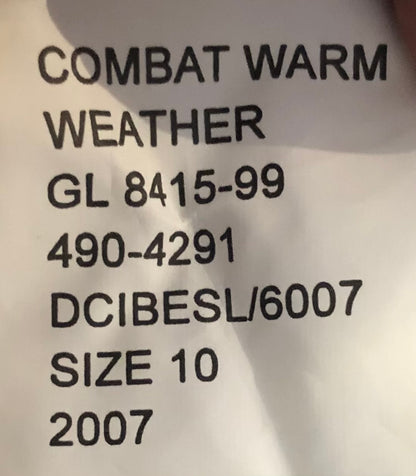 COMBAT WARM
WEATHER
GL 8415-99
490-4291
DCIBESL/6007
SIZE 10
2007